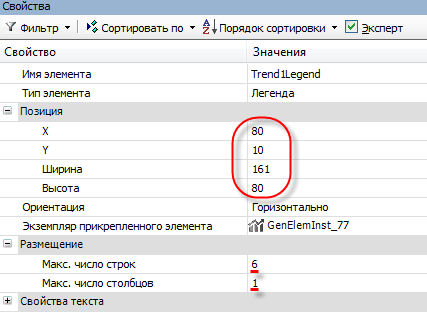 Свойства
Фильтр Сортировать по Порядок сортировки Эксперт
Свойство Значения
Имя элемента Trend1Legend
Тип элемента Легенда
Позиция
X 80
Y 10
Ширина 161
Высота 80
Ориентация Горизонтально
Экземпляр прикрепленного элемента GenElemInst_77
Размещение
Макс. число строк 6
Макс. число столбцов 1
Свойства текста